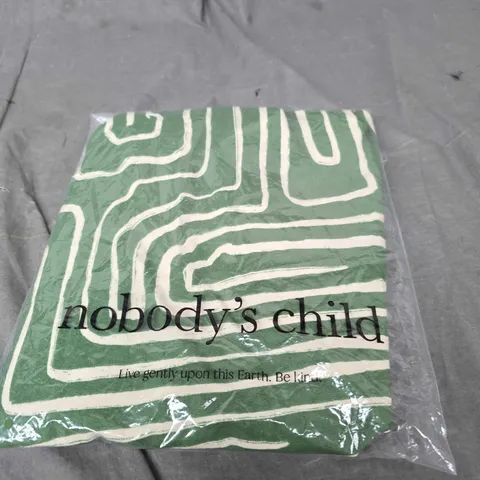 nobody's child
Live gently upon this Earth. Be kind.